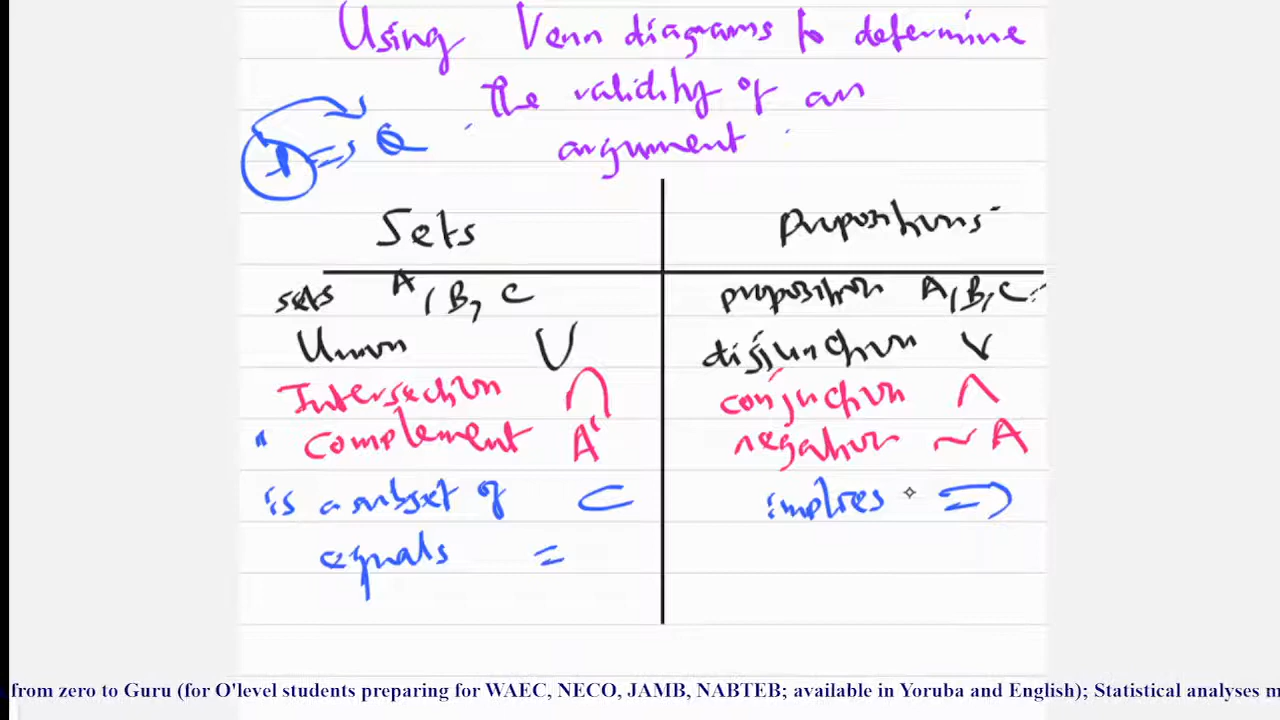 Using Venn diagrams to determine
the validity of an
argument
P => Q
Sets Propositions
sets A, B, C proposition A, B, C
Union U disjunction v
Intersection ∩ conjunction ∧
Complement A' negation ~A
is a subset of ⊂ implies =>
equals =
from zero to Guru (for O'level students preparing for WAEC, NECO, JAMB, NABTEB; available in Yoruba and English); Statistical analyses m